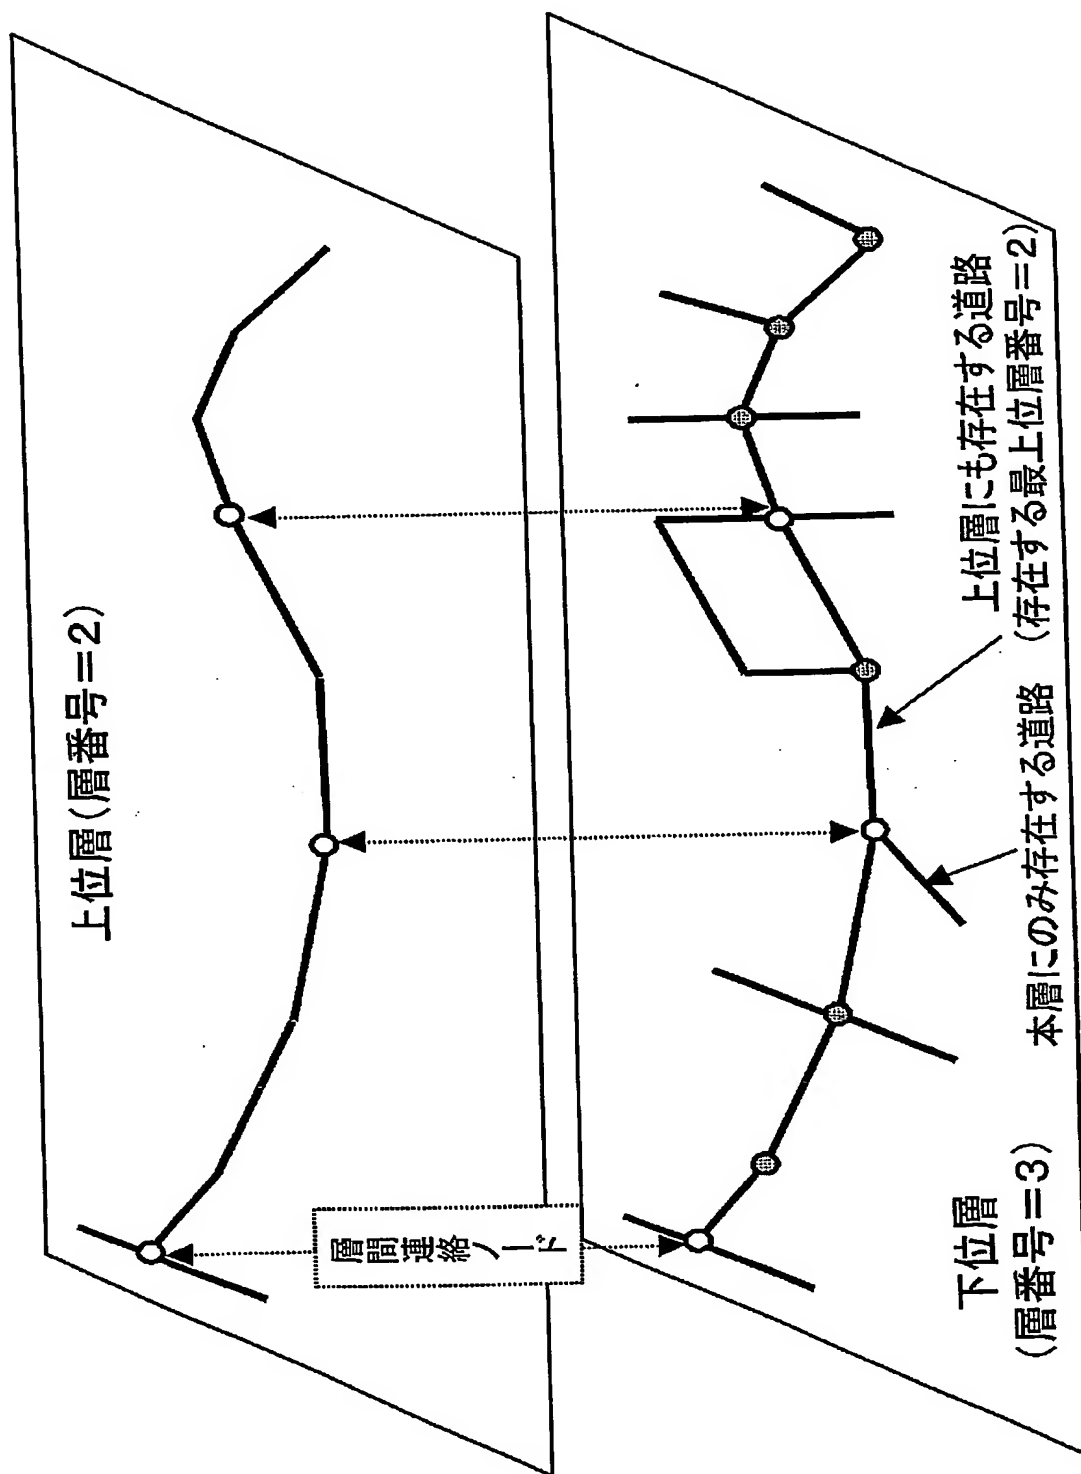 上位層(層番号=2)
層間連絡ノード
下位層
(層番号=3)
上位層にも存在する道路
(存在する最上位層番号=2)
本層にのみ存在する道路